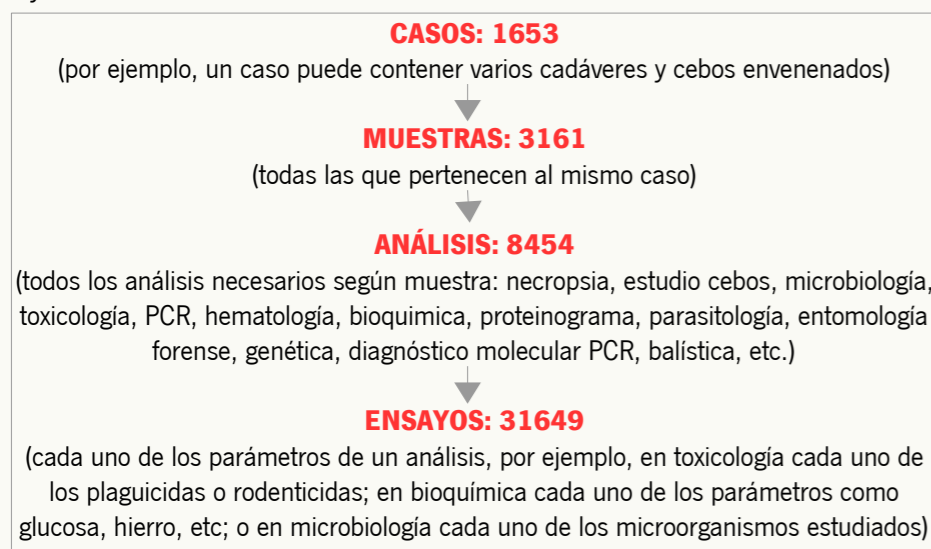 CASOS: 1653
(por ejemplo, un caso puede contener varios cadáveres y cebos envenenados)
MUESTRAS: 3161
(todas las que pertenecen al mismo caso)
ANÁLISIS: 8454
(todos los análisis necesarios según muestra: necropsia, estudio cebos, microbiología,
toxicología, PCR, hematología, bioquimica, proteinograma, parasitología, entomología
forense, genética, diagnóstico molecular PCR, balística, etc.)
ENSAYOS: 31649
(cada uno de los parámetros de un análisis, por ejemplo, en toxicología cada uno de
los plaguicidas o rodenticidas; en bioquímica cada uno de los parámetros como
glucosa, hierro, etc; o en microbiología cada uno de los microorganismos estudiados)